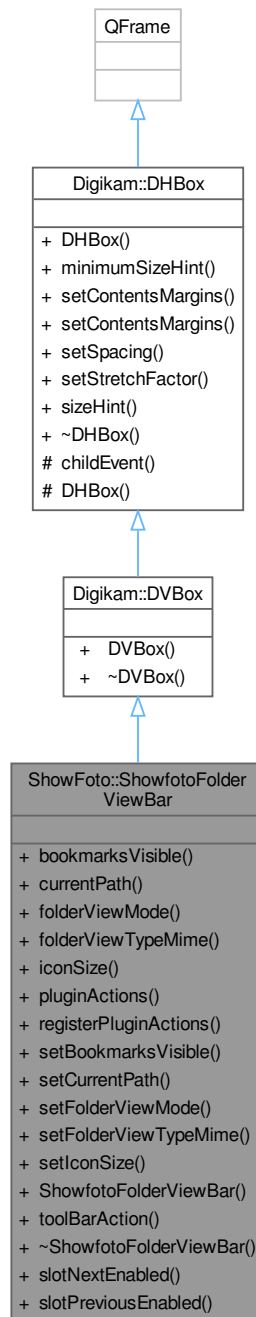 QFrame
Digikam::DHBox
+ DHBox()
+ minimumSizeHint()
+ setContentsMargins()
+ setContentsMargins()
+ setSpacing()
+ setStretchFactor()
+ sizeHint()
+ ~DHBox()
# childEvent()
# DHBox()
Digikam::DVBox
+ DVBox()
+ ~DVBox()
ShowFoto::ShowfotoFolder
ViewBar
+ bookmarksVisible()
+ currentPath()
+ folderViewMode()
+ folderViewTypeMime()
+ iconSize()
+ pluginActions()
+ registerPluginActions()
+ setBookmarksVisible()
+ setCurrentPath()
+ setFolderViewMode()
+ setFolderViewTypeMime()
+ setIconSize()
+ ShowfotoFolderViewBar()
+ toolBarAction()
+ ~ShowfotoFolderViewBar()
+ slotNextEnabled()
+ slotPreviousEnabled()